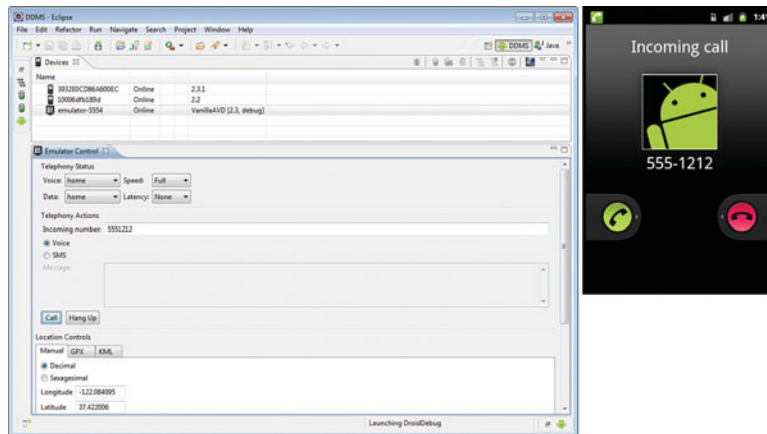 DDMS - Eclipse
File Edit Refactor Run Navigate Search Project Window Help
DDMS Java
Devices
Name
3932E0CDB6A600EC Online 2.3.1
10006dfb189d Online 2.2
emulator-5554 Online VanillaAVD [2.3, debug]
Emulator Control
Telephony Status
Voice: home Speed: Full
Data: home Latency: None
Telephony Actions
Incoming number: 5551212
Voice
SMS
Message:
Call Hang Up
Location Controls
Manual GPX KML
Decimal
Sexagesimal
Longitude -122.084095
Latitude 37.422006
Launching DroidDebug
Incoming call
555-1212